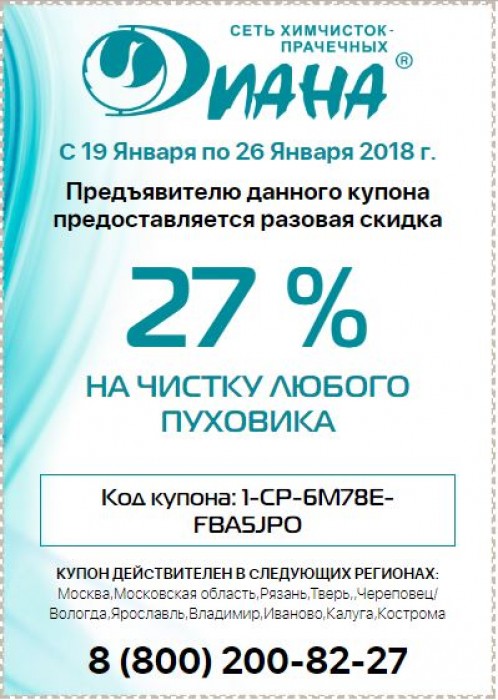 СЕТЬ ХИМЧИСТОК-
ПРАЧЕЧНЫХ
ДИАНА®
С 19 Января по 26 Января 2018 г.
Предъявителю данного купона
предоставляется разовая скидка
27 %
НА ЧИСТКУ ЛЮБОГО
ПУХОВИКА
Код купона: 1-CP-6M78E-
FBA5JPO
КУПОН ДЕЙСТВИТЕЛЕН В СЛЕДУЮЩИХ РЕГИОНАХ:
Москва,Московская область,Рязань,Тверь,,Череповец/
Вологда,Ярославль,Владимир,Иваново,Калуга,Кострома
8 (800) 200-82-27